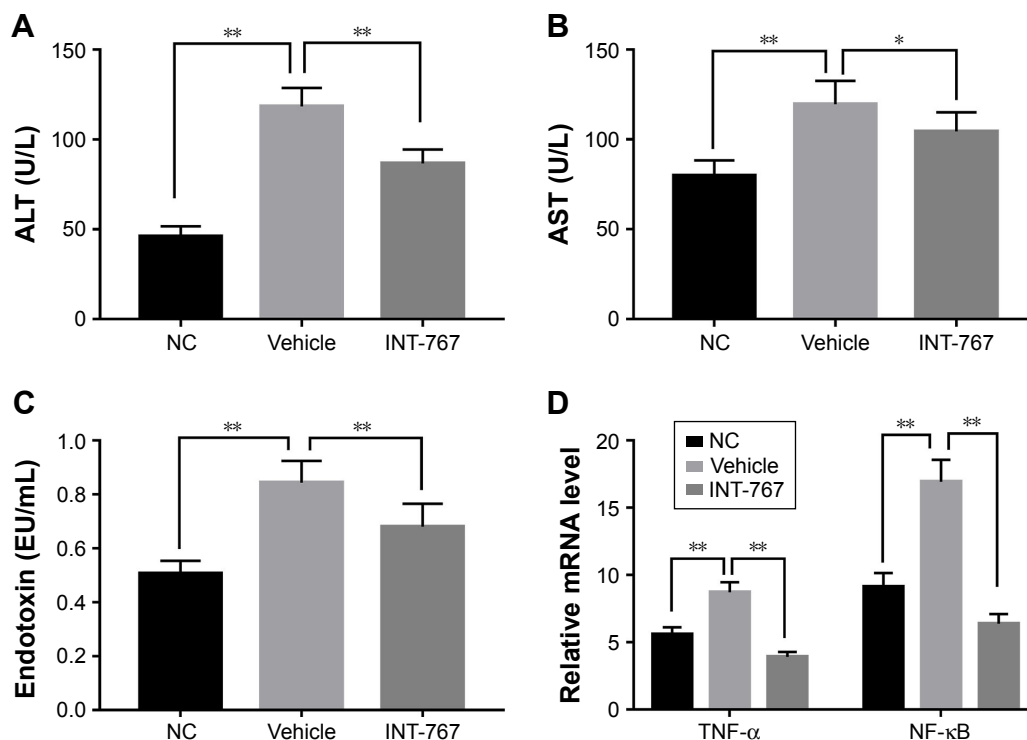 A
ALT (U/L)
150
100
50
0
**
**
NC
Vehicle
INT-767
B
AST (U/L)
150
100
50
0
**
*
NC
Vehicle
INT-767
C
Endotoxin (EU/mL)
1.0
0.8
0.6
0.4
0.2
0.0
**
**
NC
Vehicle
INT-767
D
Relative mRNA level
20
15
10
5
0
NC
Vehicle
INT-767
**
**
**
**
TNF-α
NF-κB